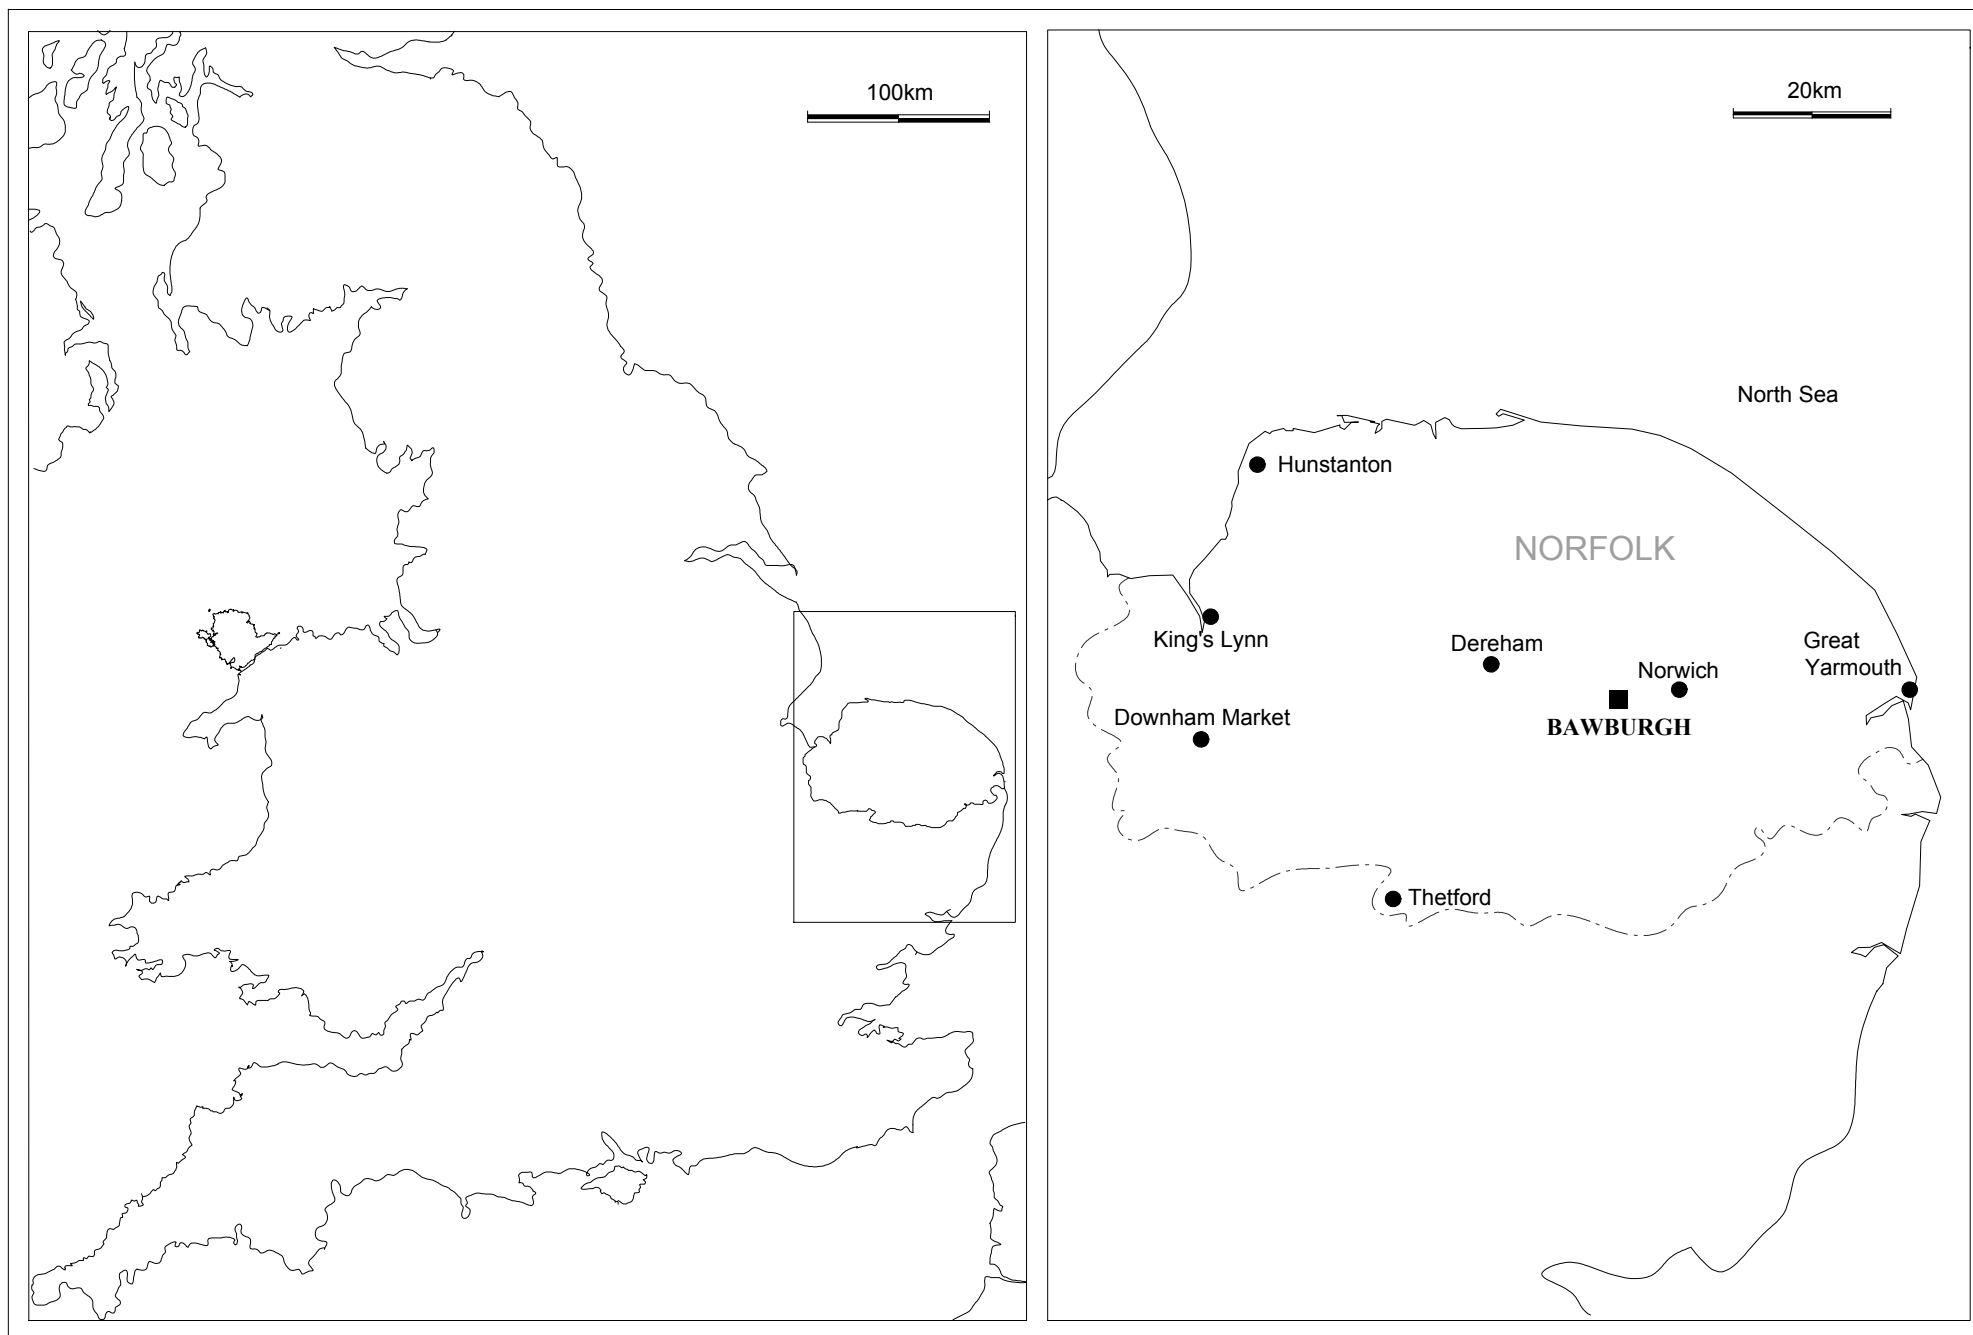 100km
20km
North Sea
Hunstanton
NORFOLK
King's Lynn
Dereham
Great
Yarmouth
Norwich
Downham Market
BAWBURGH
Thetford